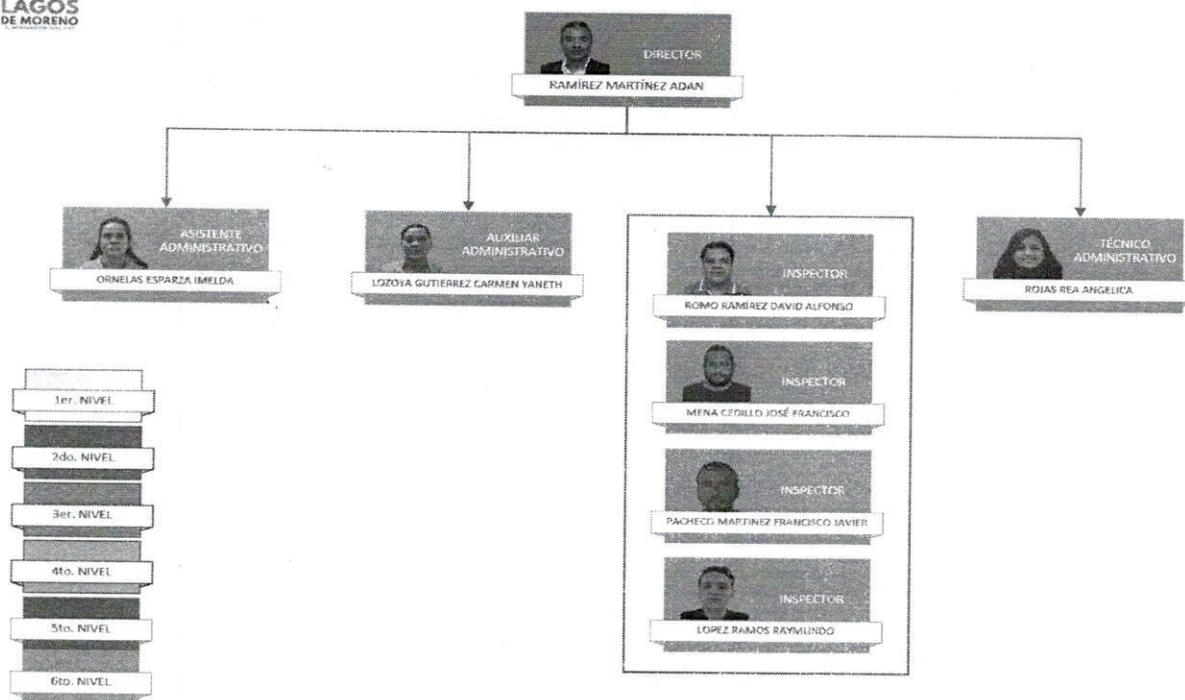 LAGOS
DE MORENO
DIRECTOR
RAMÍREZ MARTÍNEZ ADAN
ASISTENTE
ADMINISTRATIVO
ORNELAS ESPARZA IMELDA
AUXILIAR
ADMINISTRATIVO
LOZOYA GUTIERREZ CARMEN YANETH
INSPECTOR
ROMO RAMÍREZ DAVID ALFONSO
INSPECTOR
MENA CEDILLO JOSÉ FRANCISCO
INSPECTOR
PACHECO MARTINEZ FRANCISCO JAVIER
INSPECTOR
LOPEZ RAMOS RAYMUNDO
TÉCNICO
ADMINISTRATIVO
ROJAS REA ANGELICA
1er. NIVEL
2do. NIVEL
3er. NIVEL
4to. NIVEL
5to. NIVEL
6to. NIVEL